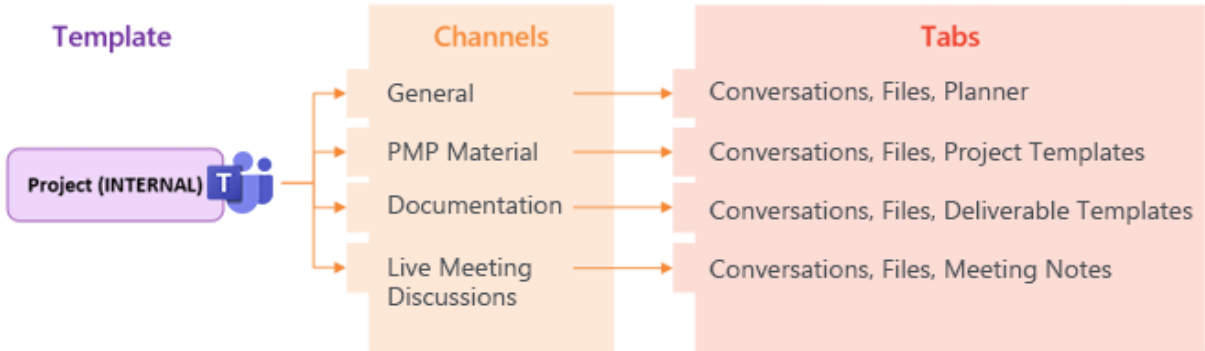 Template
Channels
Tabs
General
Conversations, Files, Planner
PMP Material
Conversations, Files, Project Templates
Project (INTERNAL)
T
Documentation
Conversations, Files, Deliverable Templates
Live Meeting
Discussions
Conversations, Files, Meeting Notes